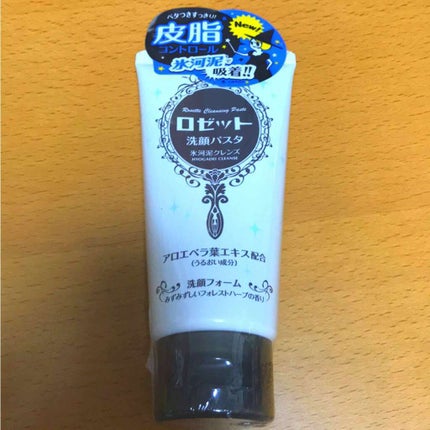 ベタつきすっきり!!
New!
皮脂
コントロール
氷河泥で
吸着!!
Rosette Cleansing Paste
ロゼット
洗顔パスタ
氷河泥クレンズ
HYOGADEI CLEANSE
アロエベラ葉エキス配合
(うるおい成分)
洗顔フォーム
みずみずしいフォレストハーブの香り